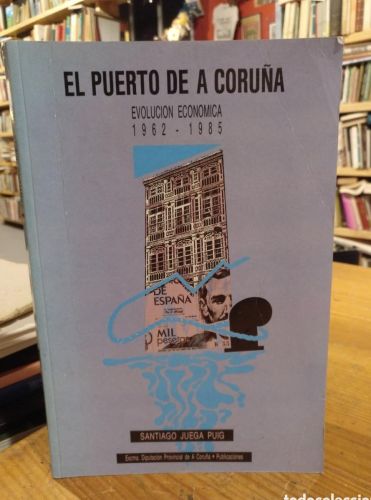 EL PUERTO DE A CORUÑA
EVOLUCION ECONOMICA
1962 - 1985
DE
ESPAÑA
MIL
pesetas
SANTIAGO JUEGA PUIG
Excma. Diputación Provincial de A Coruña • Publicaciones